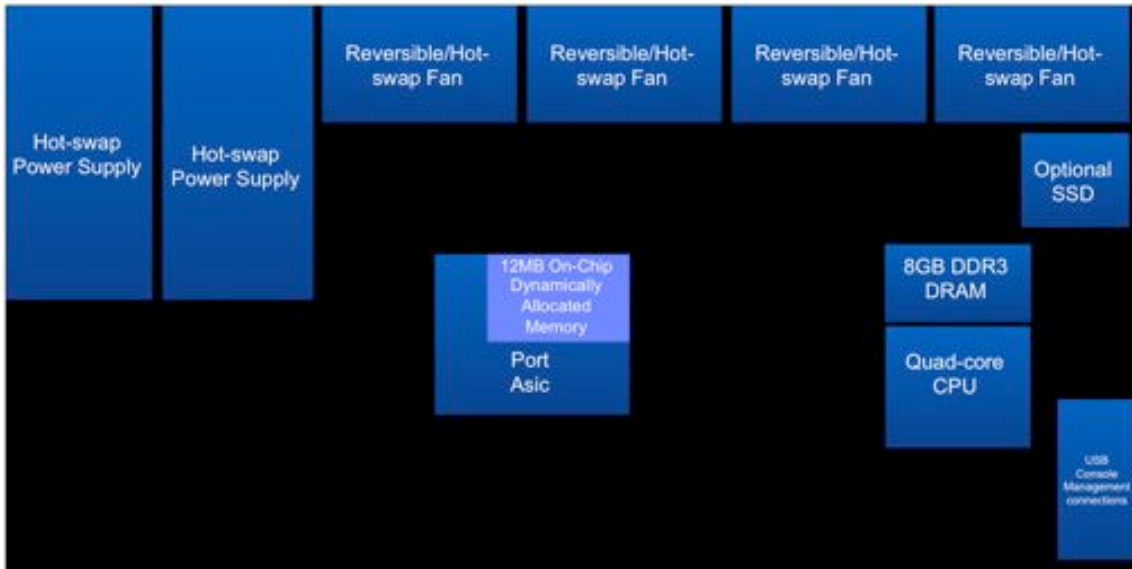 Hot-swap
Power Supply
Hot-swap
Power Supply
Reversible/Hot-
swap Fan
Reversible/Hot-
swap Fan
Reversible/Hot-
swap Fan
Reversible/Hot-
swap Fan
Optional
SSD
12MB On-Chip
Dynamically
Allocated
Memory
Port
Asic
8GB DDR3
DRAM
Quad-core
CPU
USB
Console
Management
connections